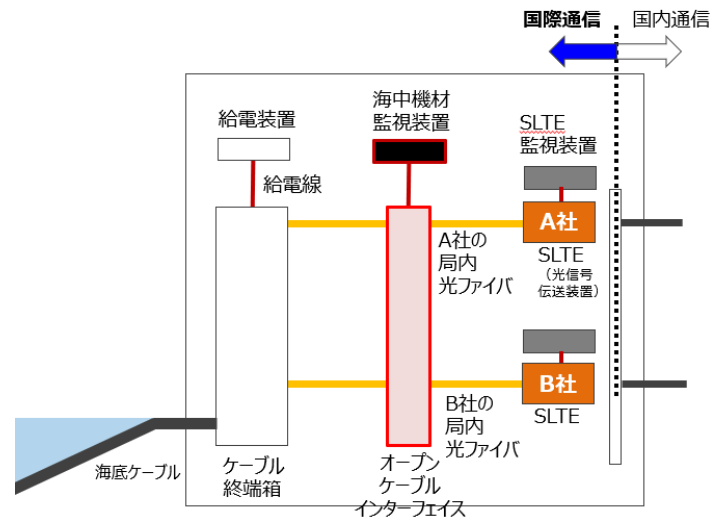 国際通信
国内通信
給電装置
海中機材
監視装置
SLTE
監視装置
給電線
A社
A社の
局内
光ファイバ
SLTE
(光信号
伝送装置)
B社
B社の
局内
光ファイバ
SLTE
海底ケーブル
ケーブル
終端箱
オープン
ケーブル
インターフェイス